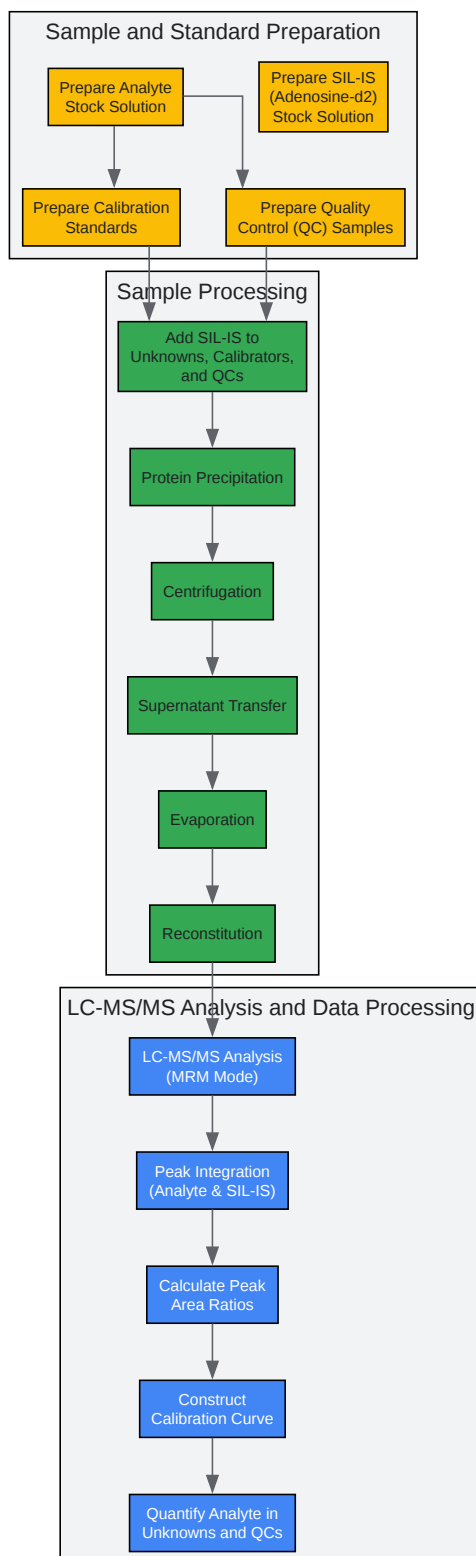 Sample and Standard Preparation
Prepare Analyte
Stock Solution
Prepare SIL-IS
(Adenosine-d2)
Stock Solution
Prepare Calibration
Standards
Prepare Quality
Control (QC) Samples
Sample Processing
Add SIL-IS to
Unknowns, Calibrators,
and QCs
Protein Precipitation
Centrifugation
Supernatant Transfer
Evaporation
Reconstitution
LC-MS/MS Analysis and Data Processing
LC-MS/MS Analysis
(MRM Mode)
Peak Integration
(Analyte & SIL-IS)
Calculate Peak
Area Ratios
Construct
Calibration Curve
Quantify Analyte in
Unknowns and QCs